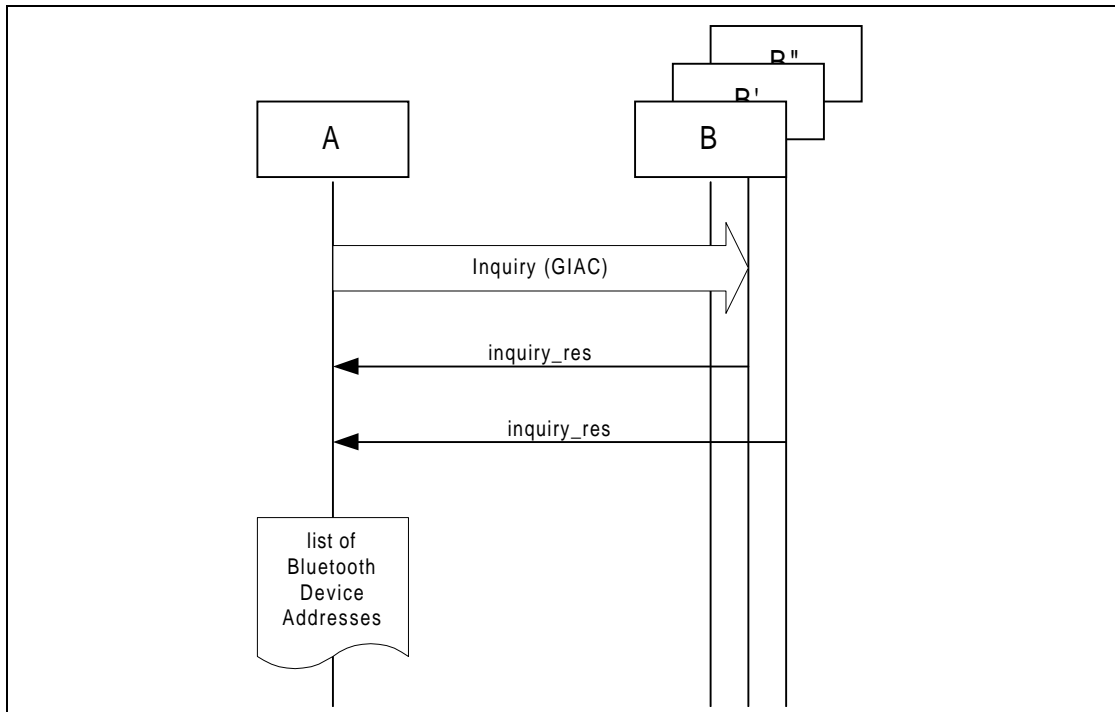 B"
B'
A
B
Inquiry (GIAC)
inquiry_res
inquiry_res
list of
Bluetooth
Device
Addresses